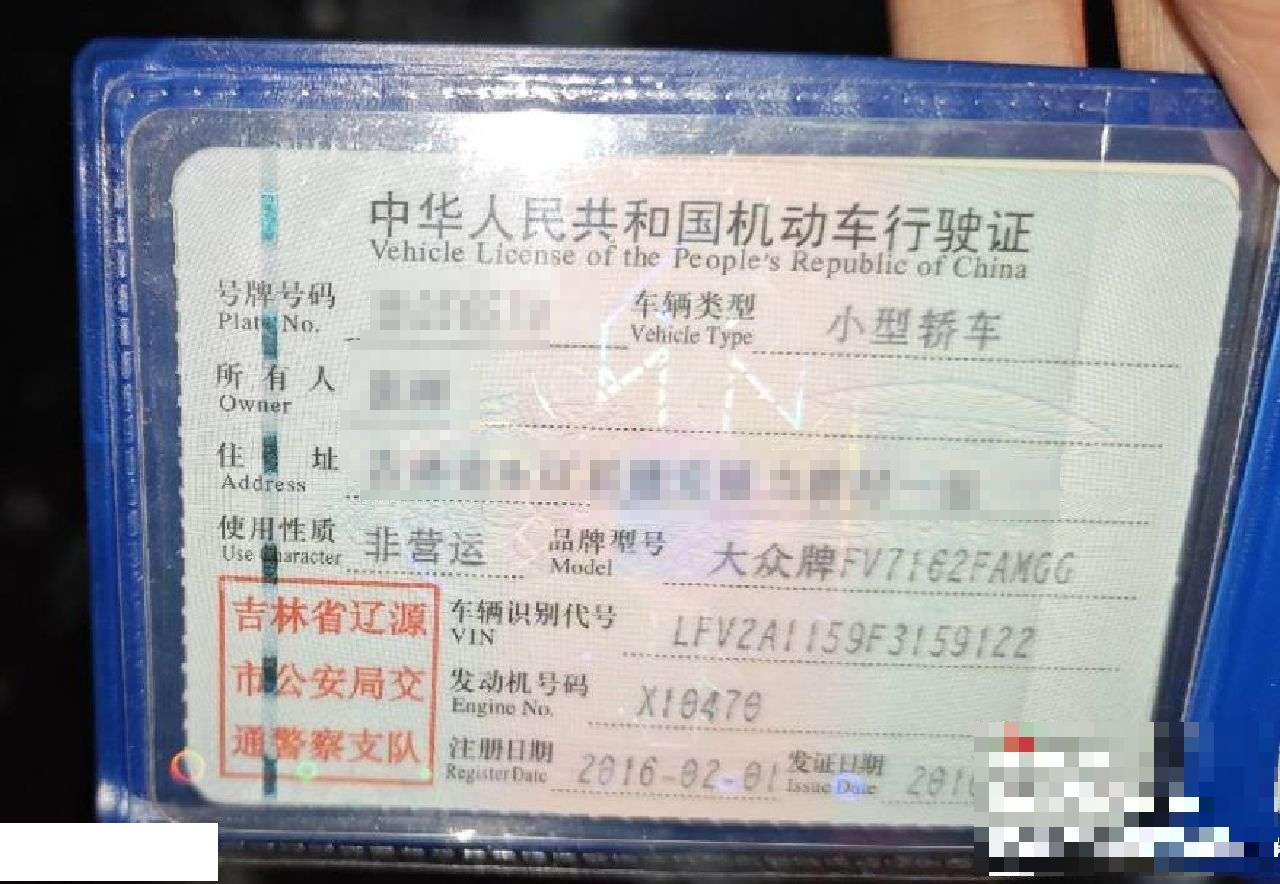 中华人民共和国机动车行驶证
Vehicle License of the People's Republic of China
号牌号码 车辆类型 小型轿车
Plate No. Vehicle Type
所有人
Owner
住址
Address
使用性质 非营运 品牌型号 大众牌FV7162FAMGG
Use Character Model
吉林省辽源
市公安局交
通警察支队
车辆识别代号 LFV2A1159F3159122
VIN
发动机号码 X10470
Engine No.
注册日期 2016-02-01 发证日期 201
Register Date Issue Date